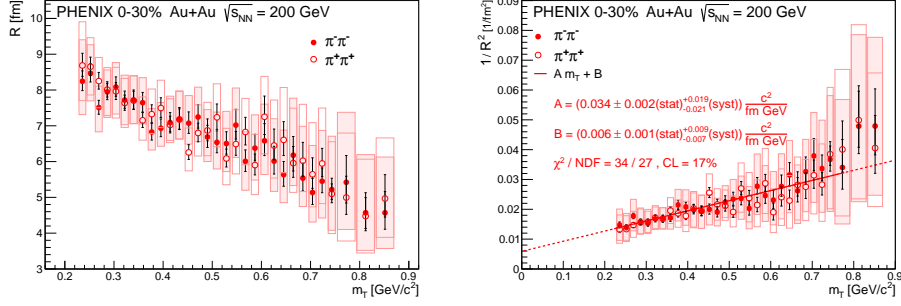 PHENIX 0-30% Au+Au √sNN = 200 GeV
R [fm]
10
9
8
7
6
5
4
3
π⁻π⁻
π⁺π⁺
0.2 0.3 0.4 0.5 0.6 0.7 0.8 0.9
mT [GeV/c²]
PHENIX 0-30% Au+Au √sNN = 200 GeV
1 / R² [1/fm²]
0.09
0.08
0.07
0.06
0.05
0.04
0.03
0.02
0.01
0
π⁻π⁻
π⁺π⁺
A mT + B
A = (0.034 ± 0.002(stat)+0.019 -0.021(syst)) c²/fm GeV
B = (0.006 ± 0.001(stat)+0.009 -0.007(syst)) c²/fm GeV
χ² / NDF = 34 / 27 , CL = 17%
0 0.1 0.2 0.3 0.4 0.5 0.6 0.7 0.8 0.9
mT [GeV/c²]